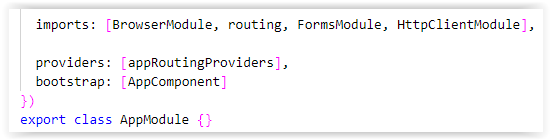 imports: [BrowserModule, routing, FormsModule, HttpClientModule],
providers: [appRoutingProviders],
bootstrap: [AppComponent]
})
export class AppModule {}